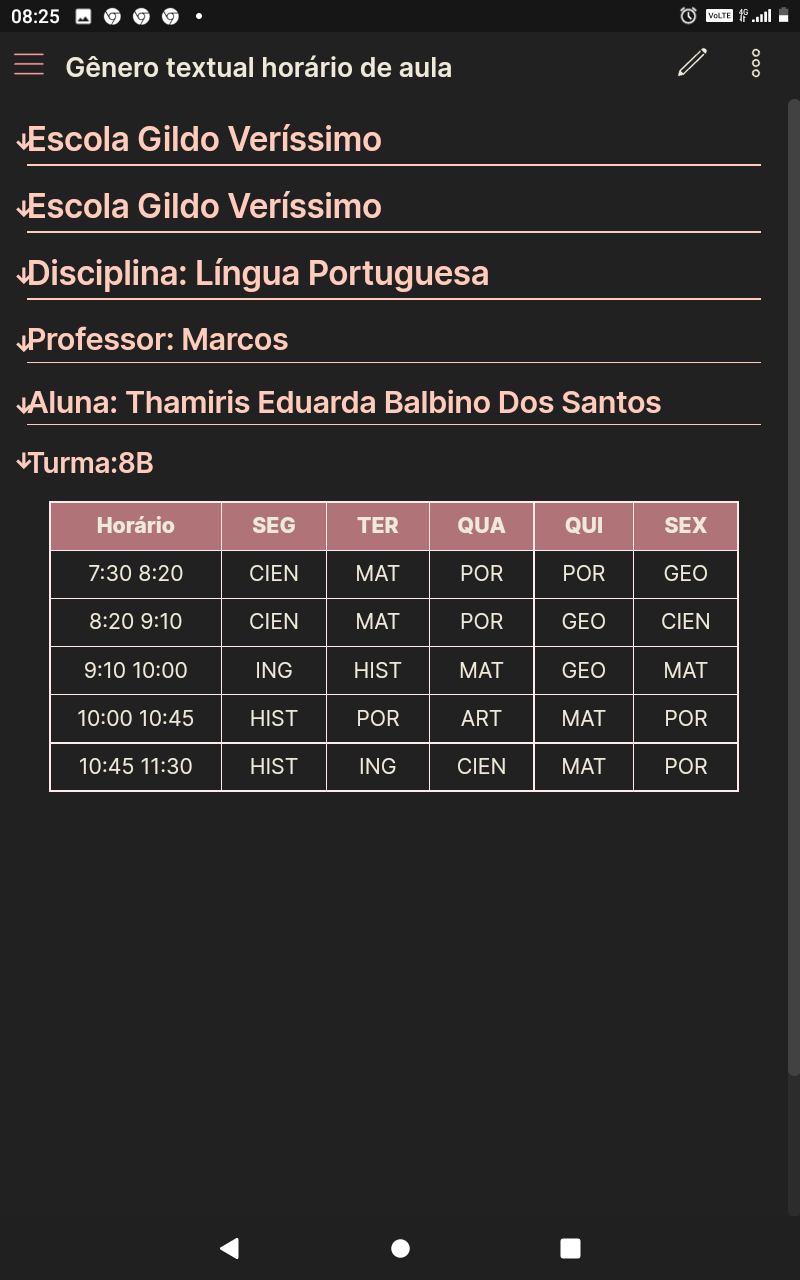 08:25
VoLTE 4G
Gênero textual horário de aula
Escola Gildo Veríssimo
Escola Gildo Veríssimo
Disciplina: Língua Portuguesa
Professor: Marcos
Aluna: Thamiris Eduarda Balbino Dos Santos
Turma:8B
Horário SEG TER QUA QUI SEX
7:30 8:20 CIEN MAT POR POR GEO
8:20 9:10 CIEN MAT POR GEO CIEN
9:10 10:00 ING HIST MAT GEO MAT
10:00 10:45 HIST POR ART MAT POR
10:45 11:30 HIST ING CIEN MAT POR